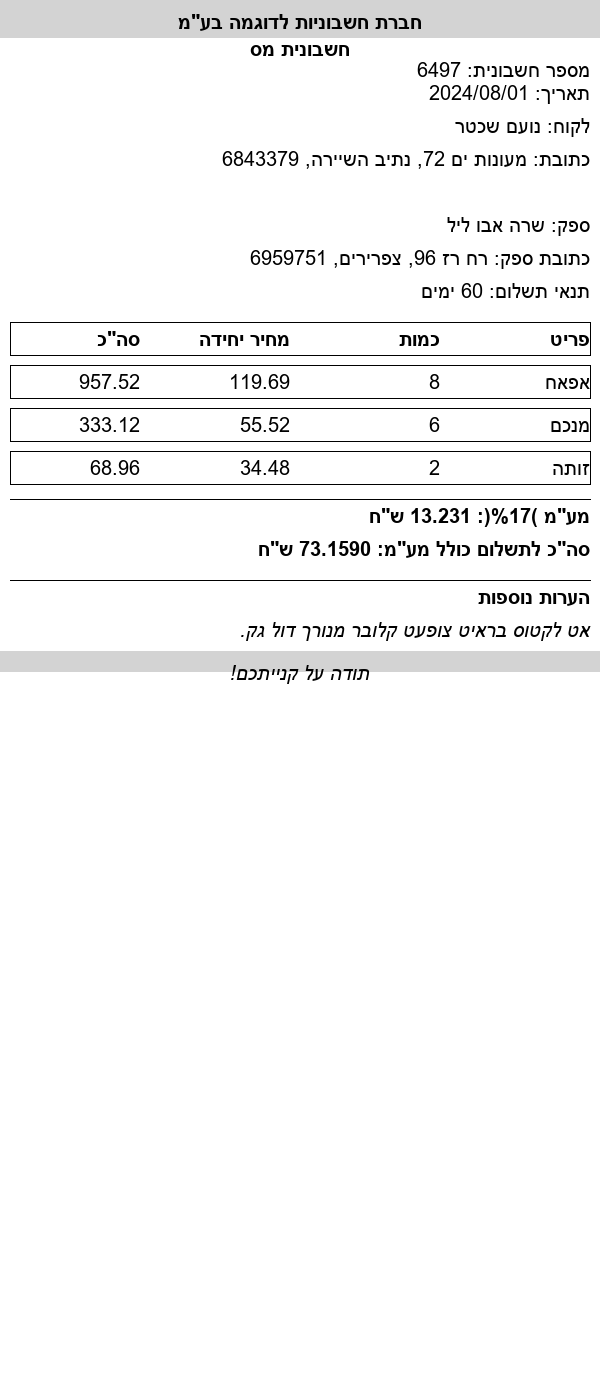 חברת חשבוניות לדוגמה בע"מ
חשבונית מס
מספר חשבונית: 6497
תאריך: 2024/08/01
לקוח: נועם שכטר
כתובת: מעונות ים 72, נתיב השיירה, 6843379
ספק: שרה אבו ליל
כתובת ספק: רח רז 96, צפרירים, 6959751
תנאי תשלום: 60 ימים
פריט כמות מחיר יחידה סה"כ
אפאח 8 119.69 957.52
מנכם 6 55.52 333.12
זותה 2 34.48 68.96
מע"מ )17%(: 13.231 ש"ח
סה"כ לתשלום כולל מע"מ: 73.1590 ש"ח
הערות נוספות
אט לקטוס בראיט צופעט קלובר מנורך דול גק.
תודה על קנייתכם!